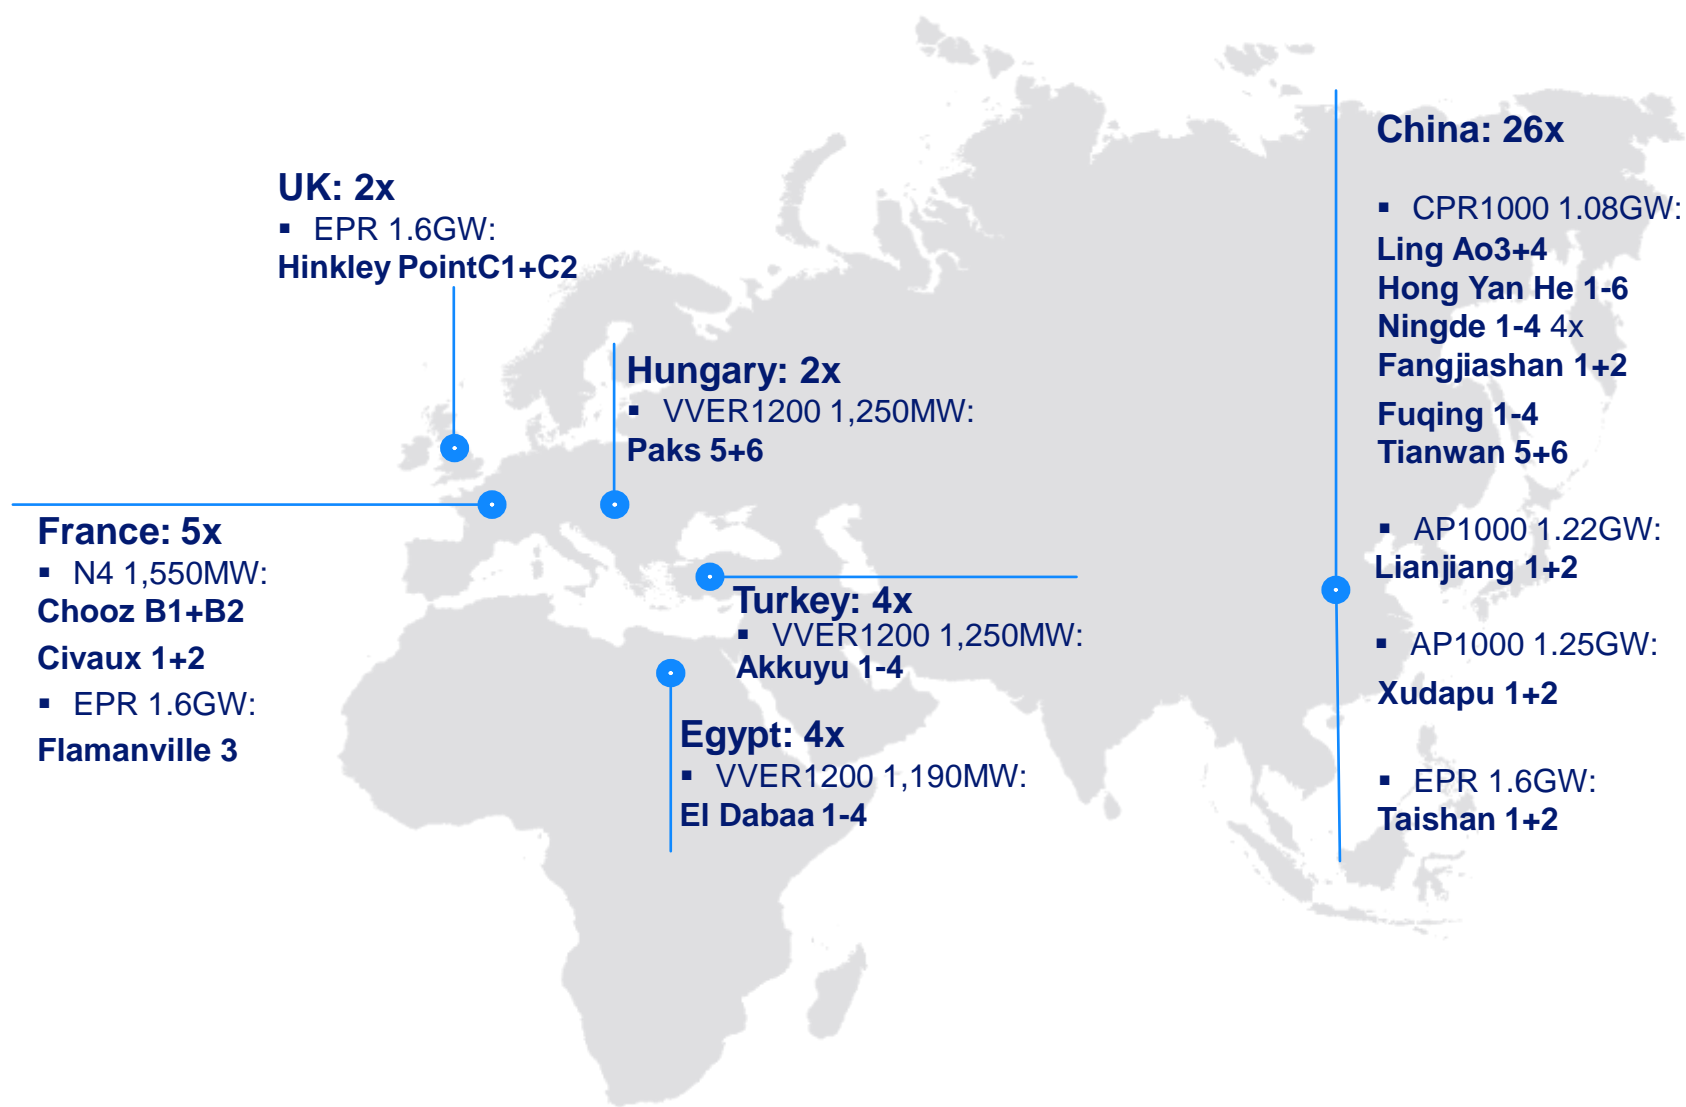 UK: 2x
▪ EPR 1.6GW:
Hinkley PointC1+C2
France: 5x
▪ N4 1,550MW:
Chooz B1+B2
Civaux 1+2
▪ EPR 1.6GW:
Flamanville 3
Hungary: 2x
▪ VVER1200 1,250MW:
Paks 5+6
Turkey: 4x
▪ VVER1200 1,250MW:
Akkuyu 1-4
Egypt: 4x
▪ VVER1200 1,190MW:
El Dabaa 1-4
China: 26x
▪ CPR1000 1.08GW:
Ling Ao3+4
Hong Yan He 1-6
Ningde 1-4 4x
Fangjiashan 1+2
Fuqing 1-4
Tianwan 5+6
▪ AP1000 1.22GW:
Lianjiang 1+2
▪ AP1000 1.25GW:
Xudapu 1+2
▪ EPR 1.6GW:
Taishan 1+2